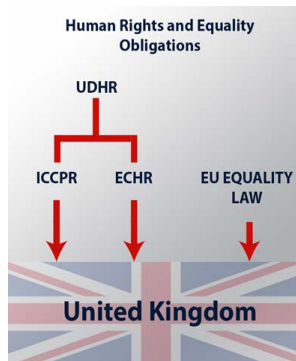 Human Rights and Equality
Obligations
UDHR
ICCPR
ECHR
EU EQUALITY
LAW
United Kingdom